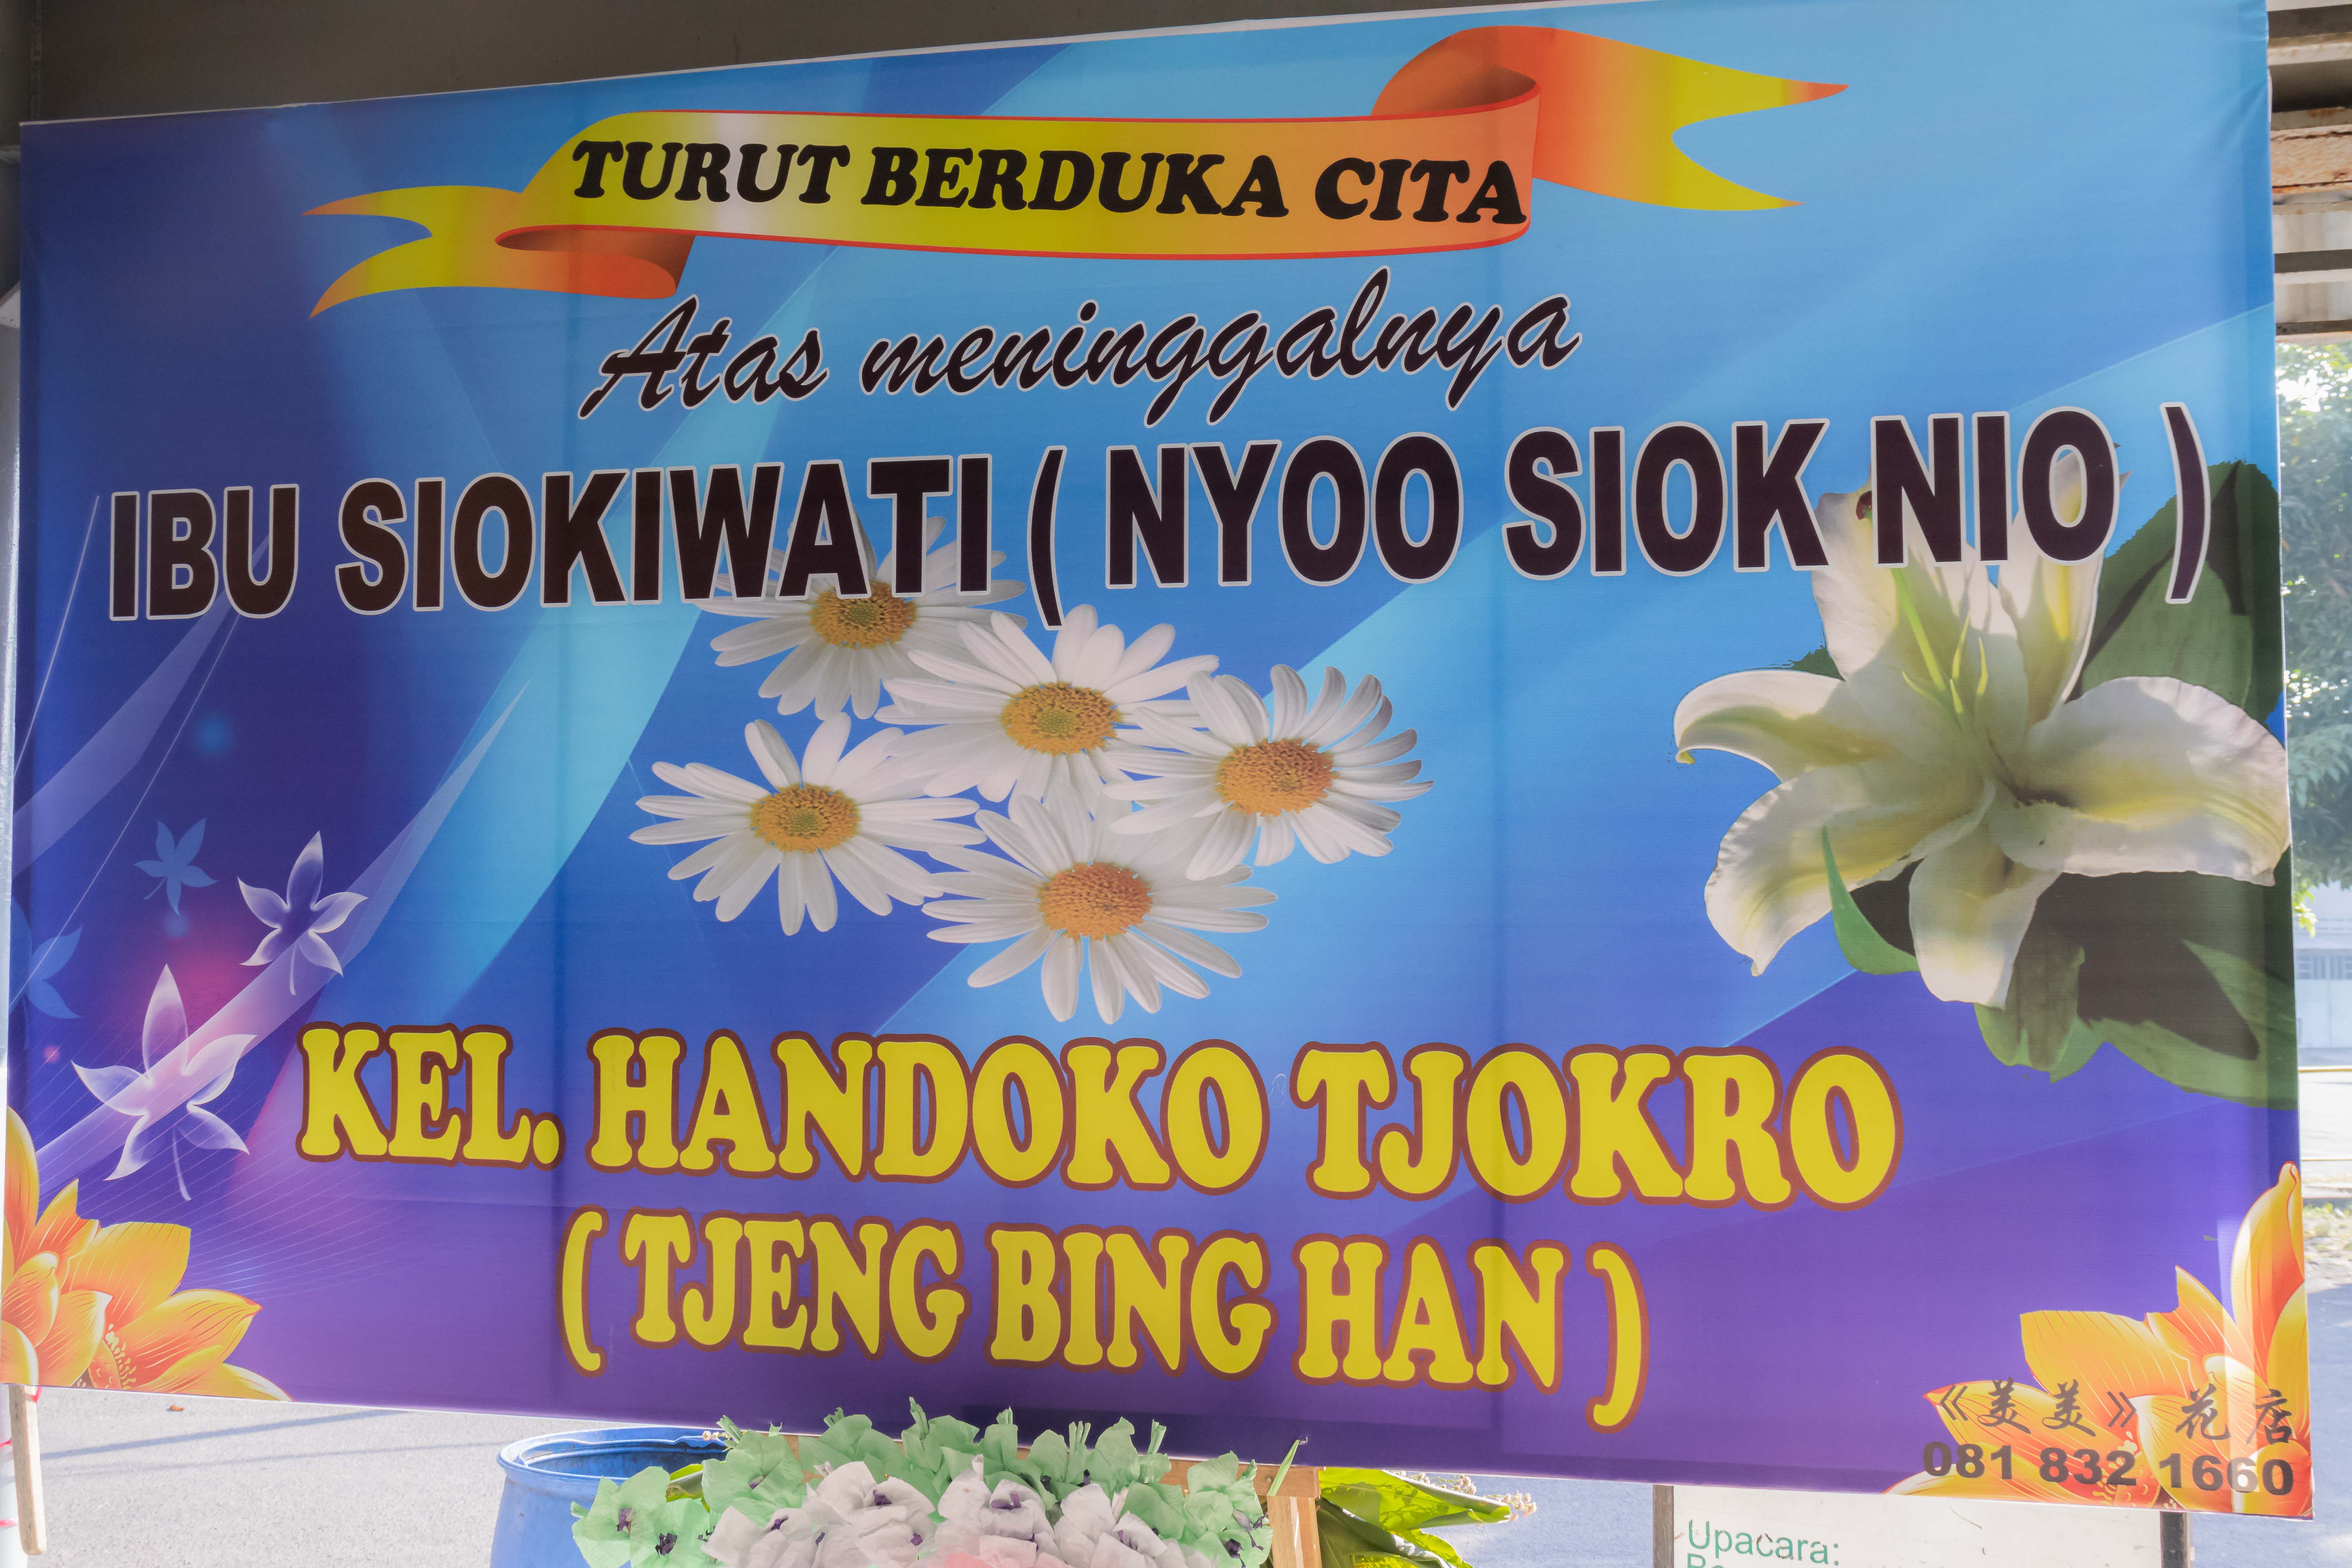 TURUT BERDUKA CITA
Atas meninggalnya
IBU SIOKIWATI ( NYOO SIOK NIO )
KEL. HANDOKO TJOKRO
( TJENG BING HAN )
《美美》花店
081 832 1660
Upacara: